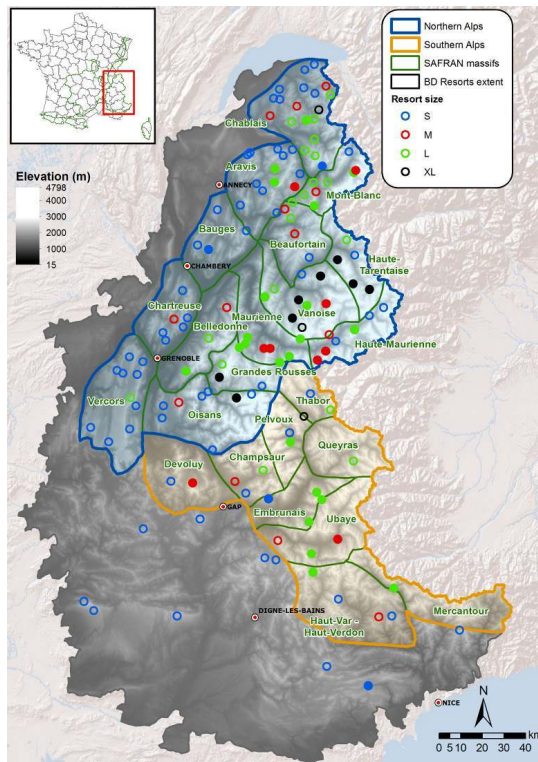 Northern Alps
Southern Alps
SAFRAN massifs
BD Resorts extent
Resort size
S
M
L
XL
Elevation (m)
4798
4000
3000
2000
1000
15
Chablais
Aravis
ANNECY
Mont-Blanc
Bauges
Beaufortain
CHAMBERY
Haute-
Tarentaise
Chartreuse
Maurienne
Vanoise
Belledonne
Haute-Maurienne
GRENOBLE
Grandes Rousses
Vercors
Oisans
Thabor
Pelvoux
Queyras
Champsaur
Devoluy
Embrunais
GAP
Ubaye
DIGNE-LES-BAINS
Mercantour
Haut-Var -
Haut-Verdon
N
NICE
0 5 10 20 30 40
km